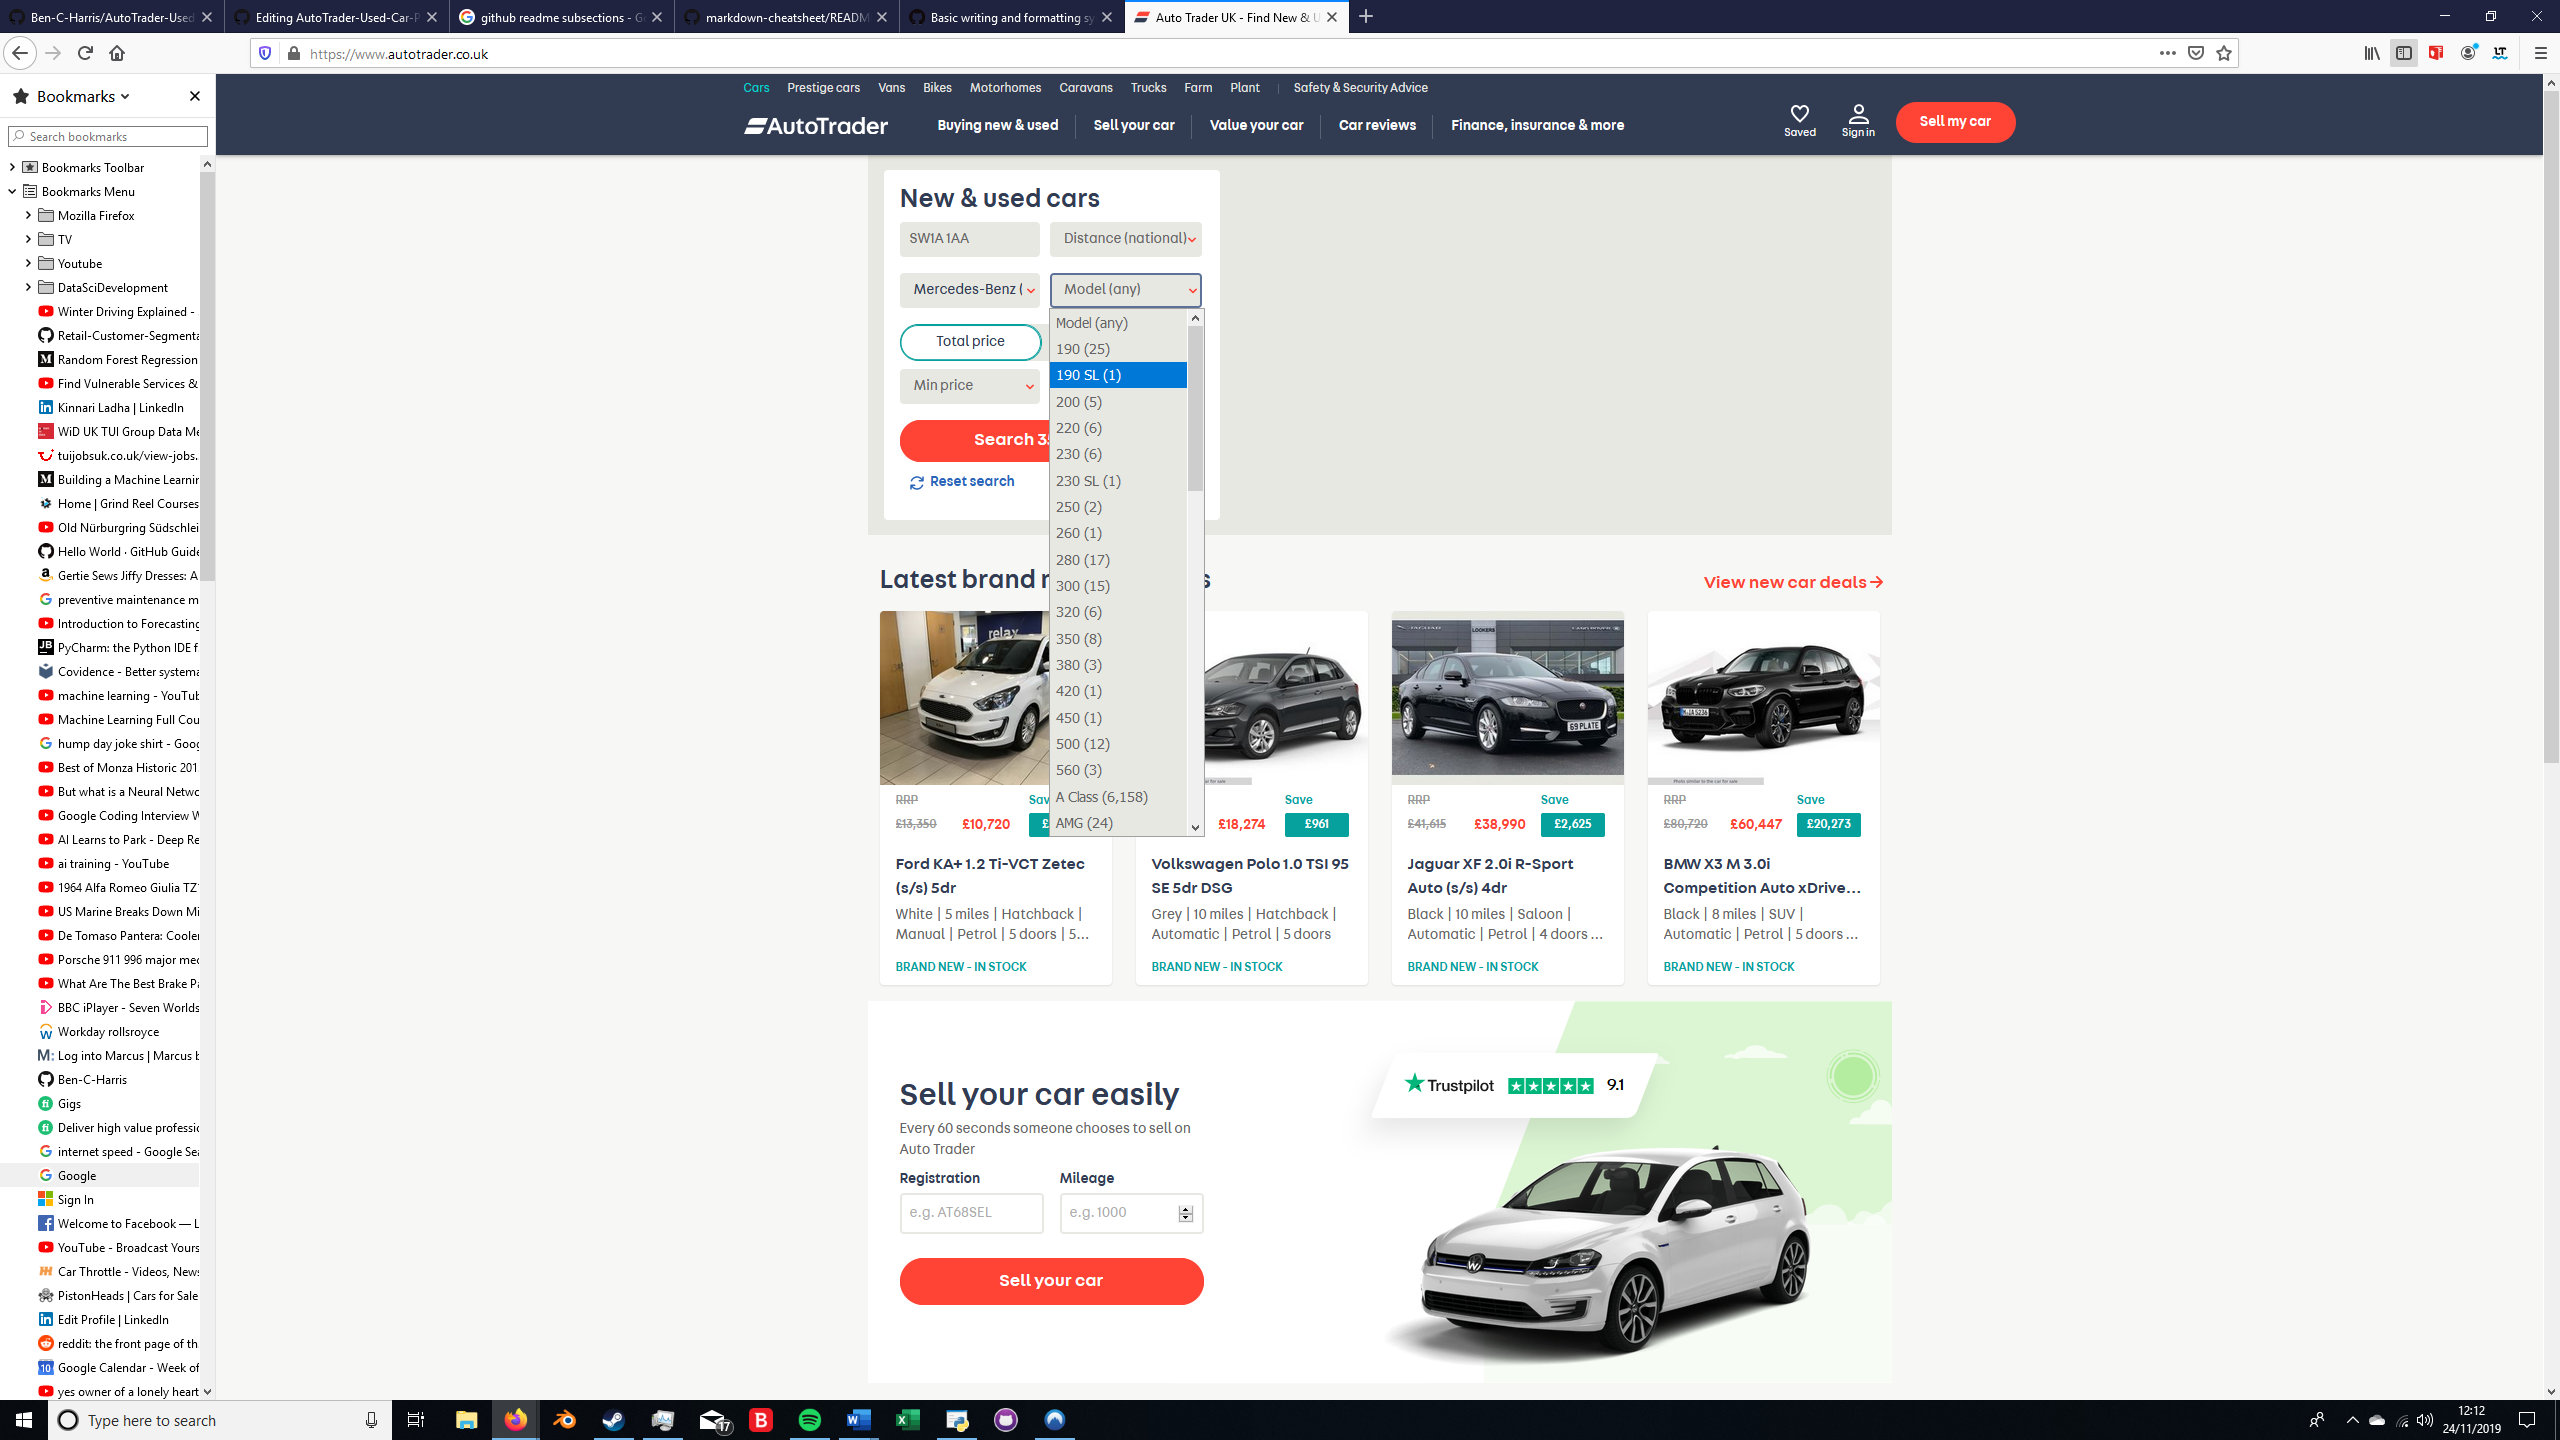 Ben-C-Harris/AutoTrader-Used
Editing AutoTrader-Used-Car-P
github readme subsections - G
markdown-cheatsheet/READM
Basic writing and formatting sy
Auto Trader UK - Find New & U
https://www.autotrader.co.uk
Bookmarks
Search bookmarks
Bookmarks Toolbar
Bookmarks Menu
Mozilla Firefox
TV
Youtube
DataSciDevelopment
Winter Driving Explained -
Retail-Customer-Segmenta
Random Forest Regression
Find Vulnerable Services &
Kinnari Ladha | LinkedIn
WiD UK TUI Group Data Me
tuijobsuk.co.uk/view-jobs.
Building a Machine Learnin
Home | Grind Reel Courses
Old Nürburgring Südschlei
Hello World · GitHub Guide
Gertie Sews Jiffy Dresses: A
preventive maintenance m
Introduction to Forecasting
PyCharm: the Python IDE f
Covidence - Better systema
machine learning - YouTub
Machine Learning Full Cou
hump day joke shirt - Goog
Best of Monza Historic 201
But what is a Neural Netwo
Google Coding Interview W
AI Learns to Park - Deep Re
ai training - YouTube
1964 Alfa Romeo Giulia TZ
US Marine Breaks Down Mi
De Tomaso Pantera: Cooler
Porsche 911 996 major mec
What Are The Best Brake Pa
BBC iPlayer - Seven Worlds
Workday rollsroyce
Log into Marcus | Marcus b
Ben-C-Harris
Gigs
Deliver high value professio
internet speed - Google Sea
Google
Sign In
Welcome to Facebook — L
YouTube - Broadcast Yours
Car Throttle - Videos, News
PistonHeads | Cars for Sale
Edit Profile | LinkedIn
reddit: the front page of th
Google Calendar - Week of
yes owner of a lonely heart
Cars Prestige cars Vans Bikes Motorhomes Caravans Trucks Farm Plant | Safety & Security Advice
AutoTrader Buying new & used Sell your car Value your car Car reviews Finance, insurance & more
Saved
Sign in
Sell my car
New & used cars
SW1A 1AA Distance (national)
Mercedes-Benz ( Model (any)
Total price
Min price
Search 3
Reset search
Model (any)
190 (25)
190 SL (1)
200 (5)
220 (6)
230 (6)
230 SL (1)
250 (2)
260 (1)
280 (17)
300 (15)
320 (6)
350 (8)
380 (3)
420 (1)
450 (1)
500 (12)
560 (3)
A Class (6,158)
AMG (24)
Latest brand n s
View new car deals →
relax
RRP Sav
£13,350 £10,720 £
Ford KA+ 1.2 Ti-VCT Zetec
(s/s) 5dr
White | 5 miles | Hatchback |
Manual | Petrol | 5 doors | 5...
BRAND NEW - IN STOCK
car for sale
Save
£18,274 £961
Volkswagen Polo 1.0 TSI 95
SE 5dr DSG
Grey | 10 miles | Hatchback |
Automatic | Petrol | 5 doors
BRAND NEW - IN STOCK
JAGUAR LOOKERS LAND ROVER
69 PLATE
RRP Save
£41,615 £38,990 £2,625
Jaguar XF 2.0i R-Sport
Auto (s/s) 4dr
Black | 10 miles | Saloon |
Automatic | Petrol | 4 doors ...
BRAND NEW - IN STOCK
Photo similar to the car for sale
RRP Save
£80,720 £60,447 £20,273
BMW X3 M 3.0i
Competition Auto xDrive...
Black | 8 miles | SUV |
Automatic | Petrol | 5 doors ...
BRAND NEW - IN STOCK
Sell your car easily
Every 60 seconds someone chooses to sell on
Auto Trader
Registration Mileage
e.g. AT68SEL e.g. 1000
Sell your car
Trustpilot 9.1
Type here to search
17
12:12
24/11/2019